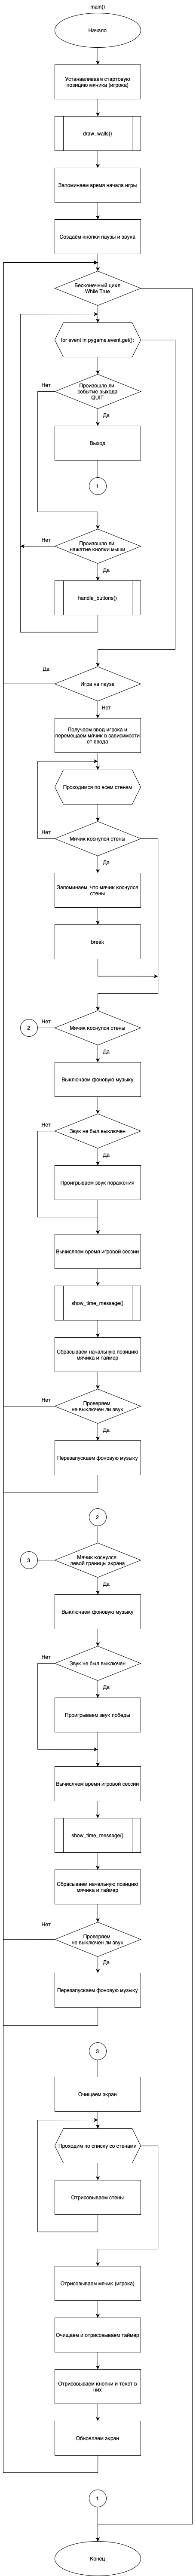 main()
Начало
Устанавливаем стартовую
позицию мячика (игрока)
draw_walls()
Запоминаем время начала игры
Создаём кнопки паузы и звука
Бесконечный цикл
While True
for event in pygame.event.get():
Нет
Произошло ли
событие выхода
QUIT
Да
Выход
1
Нет
Произошло ли
нажатие кнопки мыши
Да
handle_buttons()
Да
Игра на паузе
Нет
Получаем ввод игрока и
перемещаем мячик в зависимости
от ввода
Проходимся по всем стенам
Нет
Мячик коснулся стены
Да
Запоминаем, что мячик коснулся
стены
break
2
Нет
Мячик коснулся стены
Да
Выключаем фоновую музыку
Нет
Звук не был выключен
Да
Проигрываем звук поражения
Вычисляем время игровой сессии
show_time_message()
Сбрасываем начальную позицию
мячика и таймер
Нет
Проверяем
не выключен ли звук
Да
Перезапускаем фоновую музыку
2
3
Мячик коснулся
левой границы экрана
Да
Выключаем фоновую музыку
Нет
Звук не был выключен
Да
Проигрываем звук победы
Вычисляем время игровой сессии
show_time_message()
Сбрасываем начальную позицию
мячика и таймер
Нет
Проверяем
не выключен ли звук
Да
Перезапускаем фоновую музыку
3
Очищаем экран
Проходим по списку со стенами
Отрисовываем стены
Отрисовываем мячик (игрока)
Очищаем и отрисовываем таймер
Отрисовываем кнопки и текст в
них
Обновляем экран
1
Конец